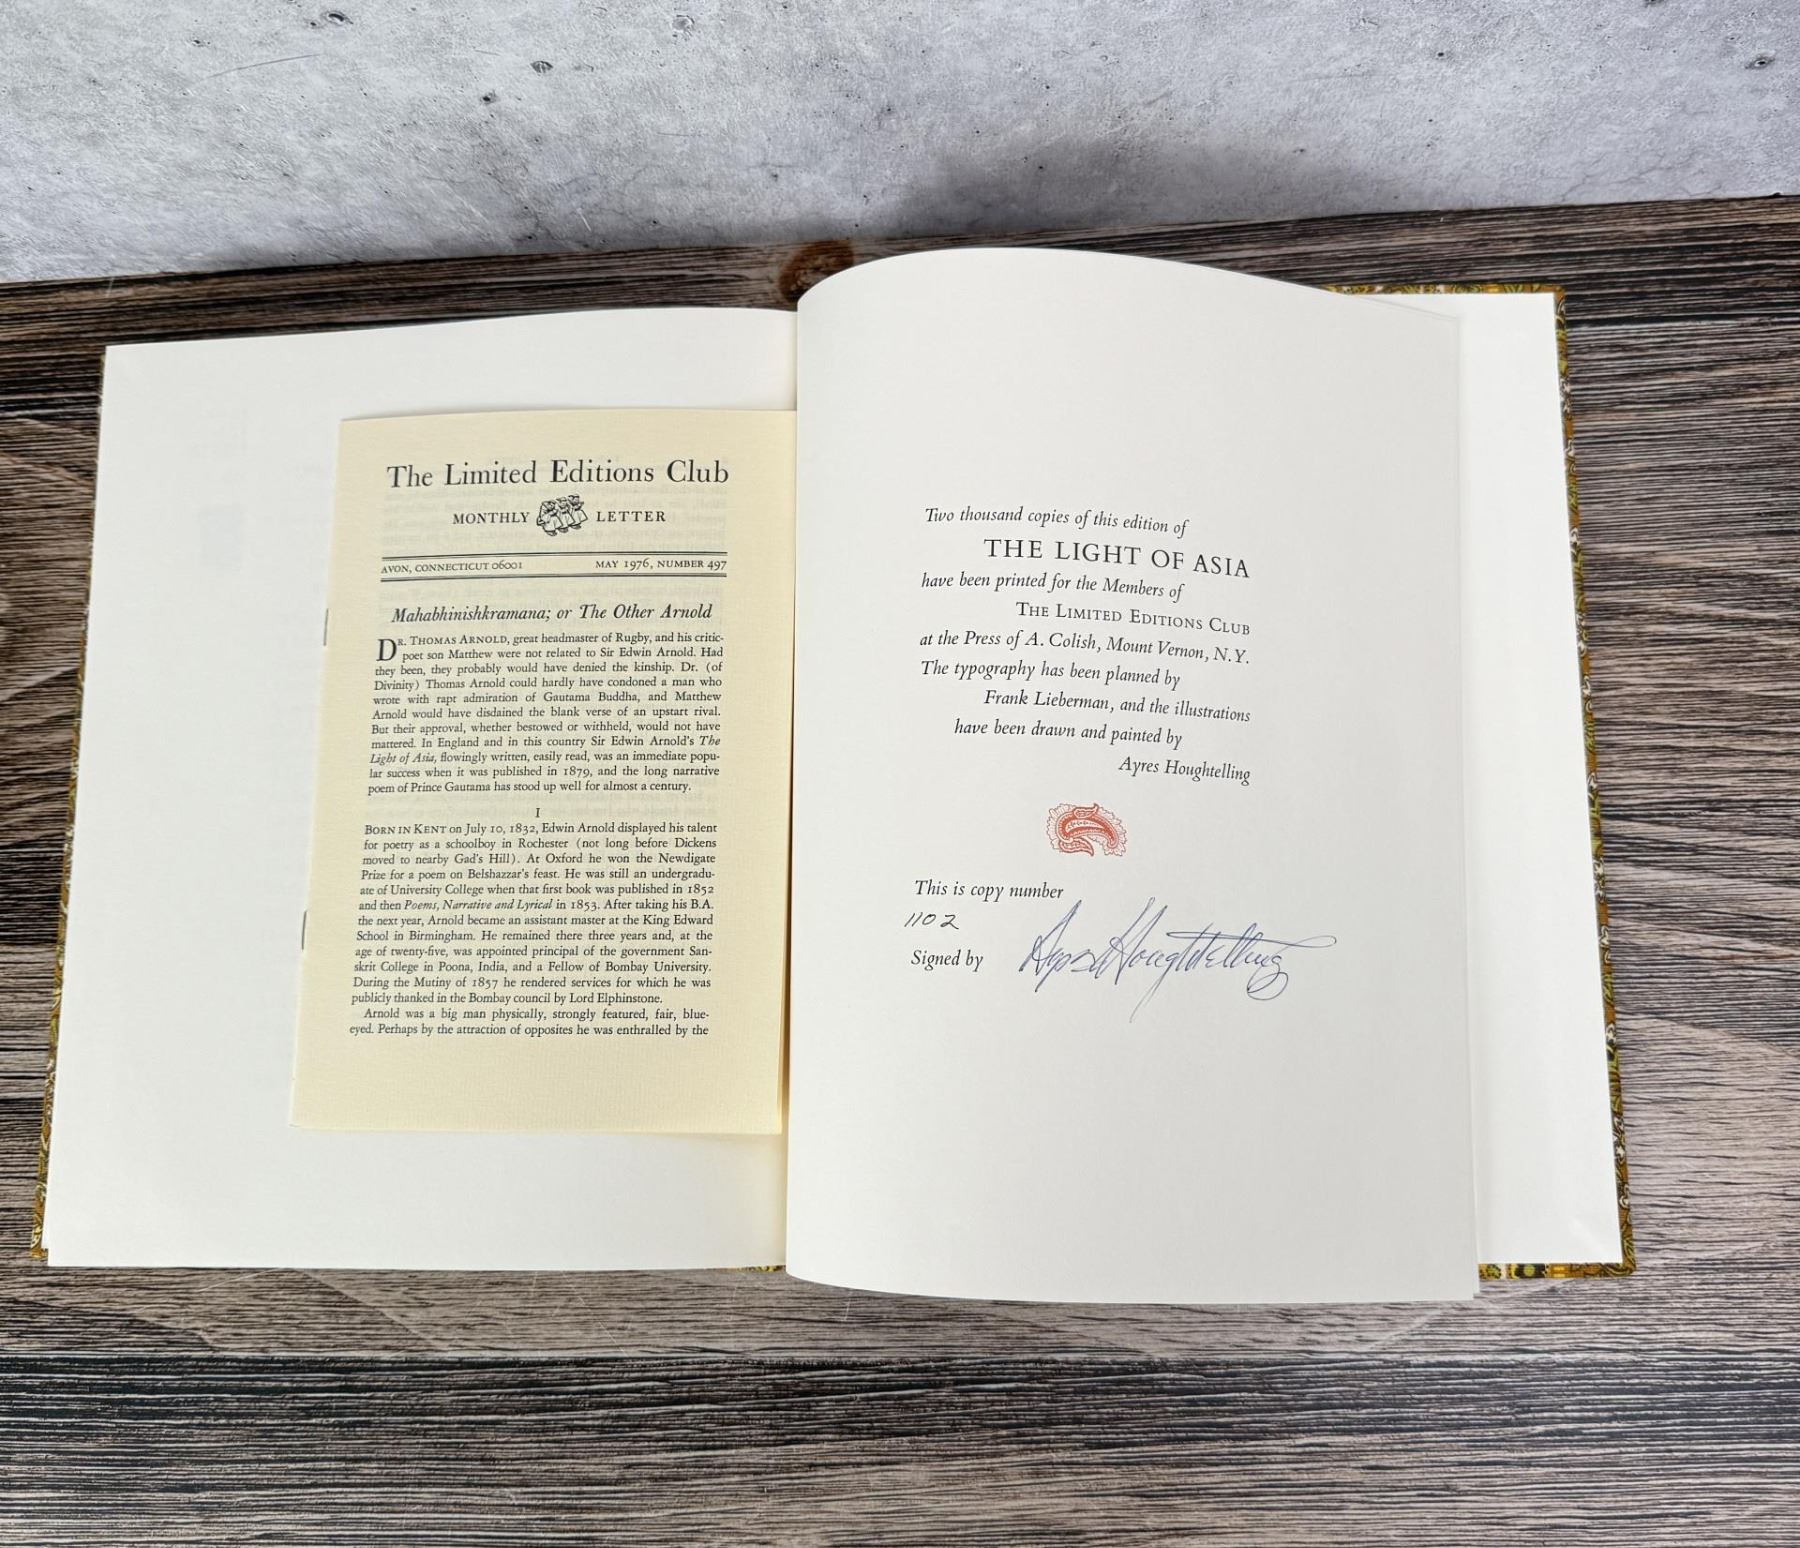 The Limited Editions Club
MONTHLY LETTER
AVON, CONNECTICUT 06001 MAY 1976, NUMBER 497
Mahabhinishkramana; or The Other Arnold
DR. THOMAS ARNOLD, great headmaster of Rugby, and his critic-
poet son Matthew were not related to Sir Edwin Arnold. Had
they been, they probably would have denied the kinship. Dr. (of
Divinity) Thomas Arnold could hardly have condoned a man who
wrote with rapt admiration of Gautama Buddha, and Matthew
Arnold would have disdained the blank verse of an upstart rival.
But their approval, whether bestowed or withheld, would not have
mattered. In England and in this country Sir Edwin Arnold's The
Light of Asia, flowingly written, easily read, was an immediate popu-
lar success when it was published in 1879, and the long narrative
poem of Prince Gautama has stood up well for almost a century.
I
BORN IN KENT on July 10, 1832, Edwin Arnold displayed his talent
for poetry as a schoolboy in Rochester (not long before Dickens
moved to nearby Gad's Hill). At Oxford he won the Newdigate
Prize for a poem on Belshazzar's feast. He was still an undergradu-
ate of University College when that first book was published in 1852
and then Poems, Narrative and Lyrical in 1853. After taking his B.A.
the next year, Arnold became an assistant master at the King Edward
School in Birmingham. He remained there three years and, at the
age of twenty-five, was appointed principal of the government San-
skrit College in Poona, India, and a Fellow of Bombay University.
During the Mutiny of 1857 he rendered services for which he was
publicly thanked in the Bombay council by Lord Elphinstone.
Arnold was a big man physically, strongly featured, fair, blue-
eyed. Perhaps by the attraction of opposites he was enthralled by the
Two thousand copies of this edition of
THE LIGHT OF ASIA
have been printed for the Members of
THE LIMITED EDITIONS CLUB
at the Press of A. Colish, Mount Vernon, N.Y.
The typography has been planned by
Frank Lieberman, and the illustrations
have been drawn and painted by
Ayres Houghtelling
This is copy number
1102
Signed by Ayres Houghtelling